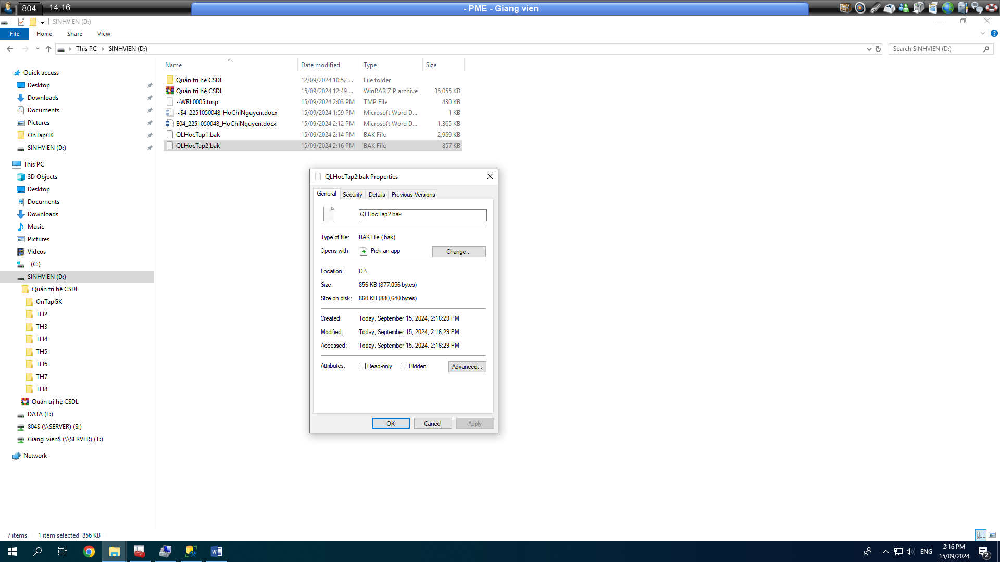 804 14:16 - PME - Giang vien
SINHVIEN (D:)
File Home Share View
This PC SINHVIEN (D:) Search SINHVIEN (D:)
Name Date modified Type Size
Quản trị hệ CSDL 12/09/2024 10:52 ... File folder
Quản trị hệ CSDL 15/09/2024 12:49 ... WinRAR ZIP archive 35,055 KB
~WRL0005.tmp 15/09/2024 2:03 PM TMP File 430 KB
~$4_2251050048_HoChiNguyen.docx 15/09/2024 1:59 PM Microsoft Word D... 1 KB
E04_2251050048_HoChiNguyen.docx 15/09/2024 2:12 PM Microsoft Word D... 1,365 KB
QLHocTap1.bak 15/09/2024 2:14 PM BAK File 2,969 KB
QLHocTap2.bak 15/09/2024 2:16 PM BAK File 857 KB
Quick access
Desktop
Downloads
Documents
Pictures
OnTapGK
SINHVIEN (D:)
This PC
3D Objects
Desktop
Documents
Downloads
Music
Pictures
Videos
(C:)
SINHVIEN (D:)
Quản trị hệ CSDL
OnTapGK
TH2
TH3
TH4
TH5
TH6
TH7
TH8
Quản trị hệ CSDL
DATA (E:)
804$ (\\SERVER) (S:)
Giang_vien$ (\\SERVER) (T:)
Network
QLHocTap2.bak Properties
General Security Details Previous Versions
QLHocTap2.bak
Type of file: BAK File (.bak)
Opens with: Pick an app Change...
Location: D:\
Size: 856 KB (877,056 bytes)
Size on disk: 860 KB (880,640 bytes)
Created: Today, September 15, 2024, 2:16:29 PM
Modified: Today, September 15, 2024, 2:16:29 PM
Accessed: Today, September 15, 2024, 2:16:29 PM
Attributes: Read-only Hidden Advanced...
OK Cancel Apply
7 items 1 item selected 856 KB
ENG 2:16 PM
15/09/2024 2